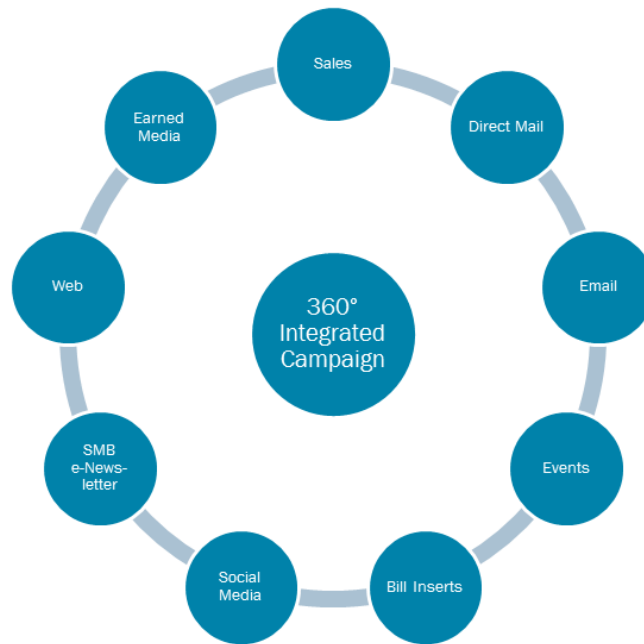 Sales
Direct Mail
Email
Events
Bill Inserts
Social
Media
SMB
e-News-
letter
Web
Earned
Media
360°
Integrated
Campaign